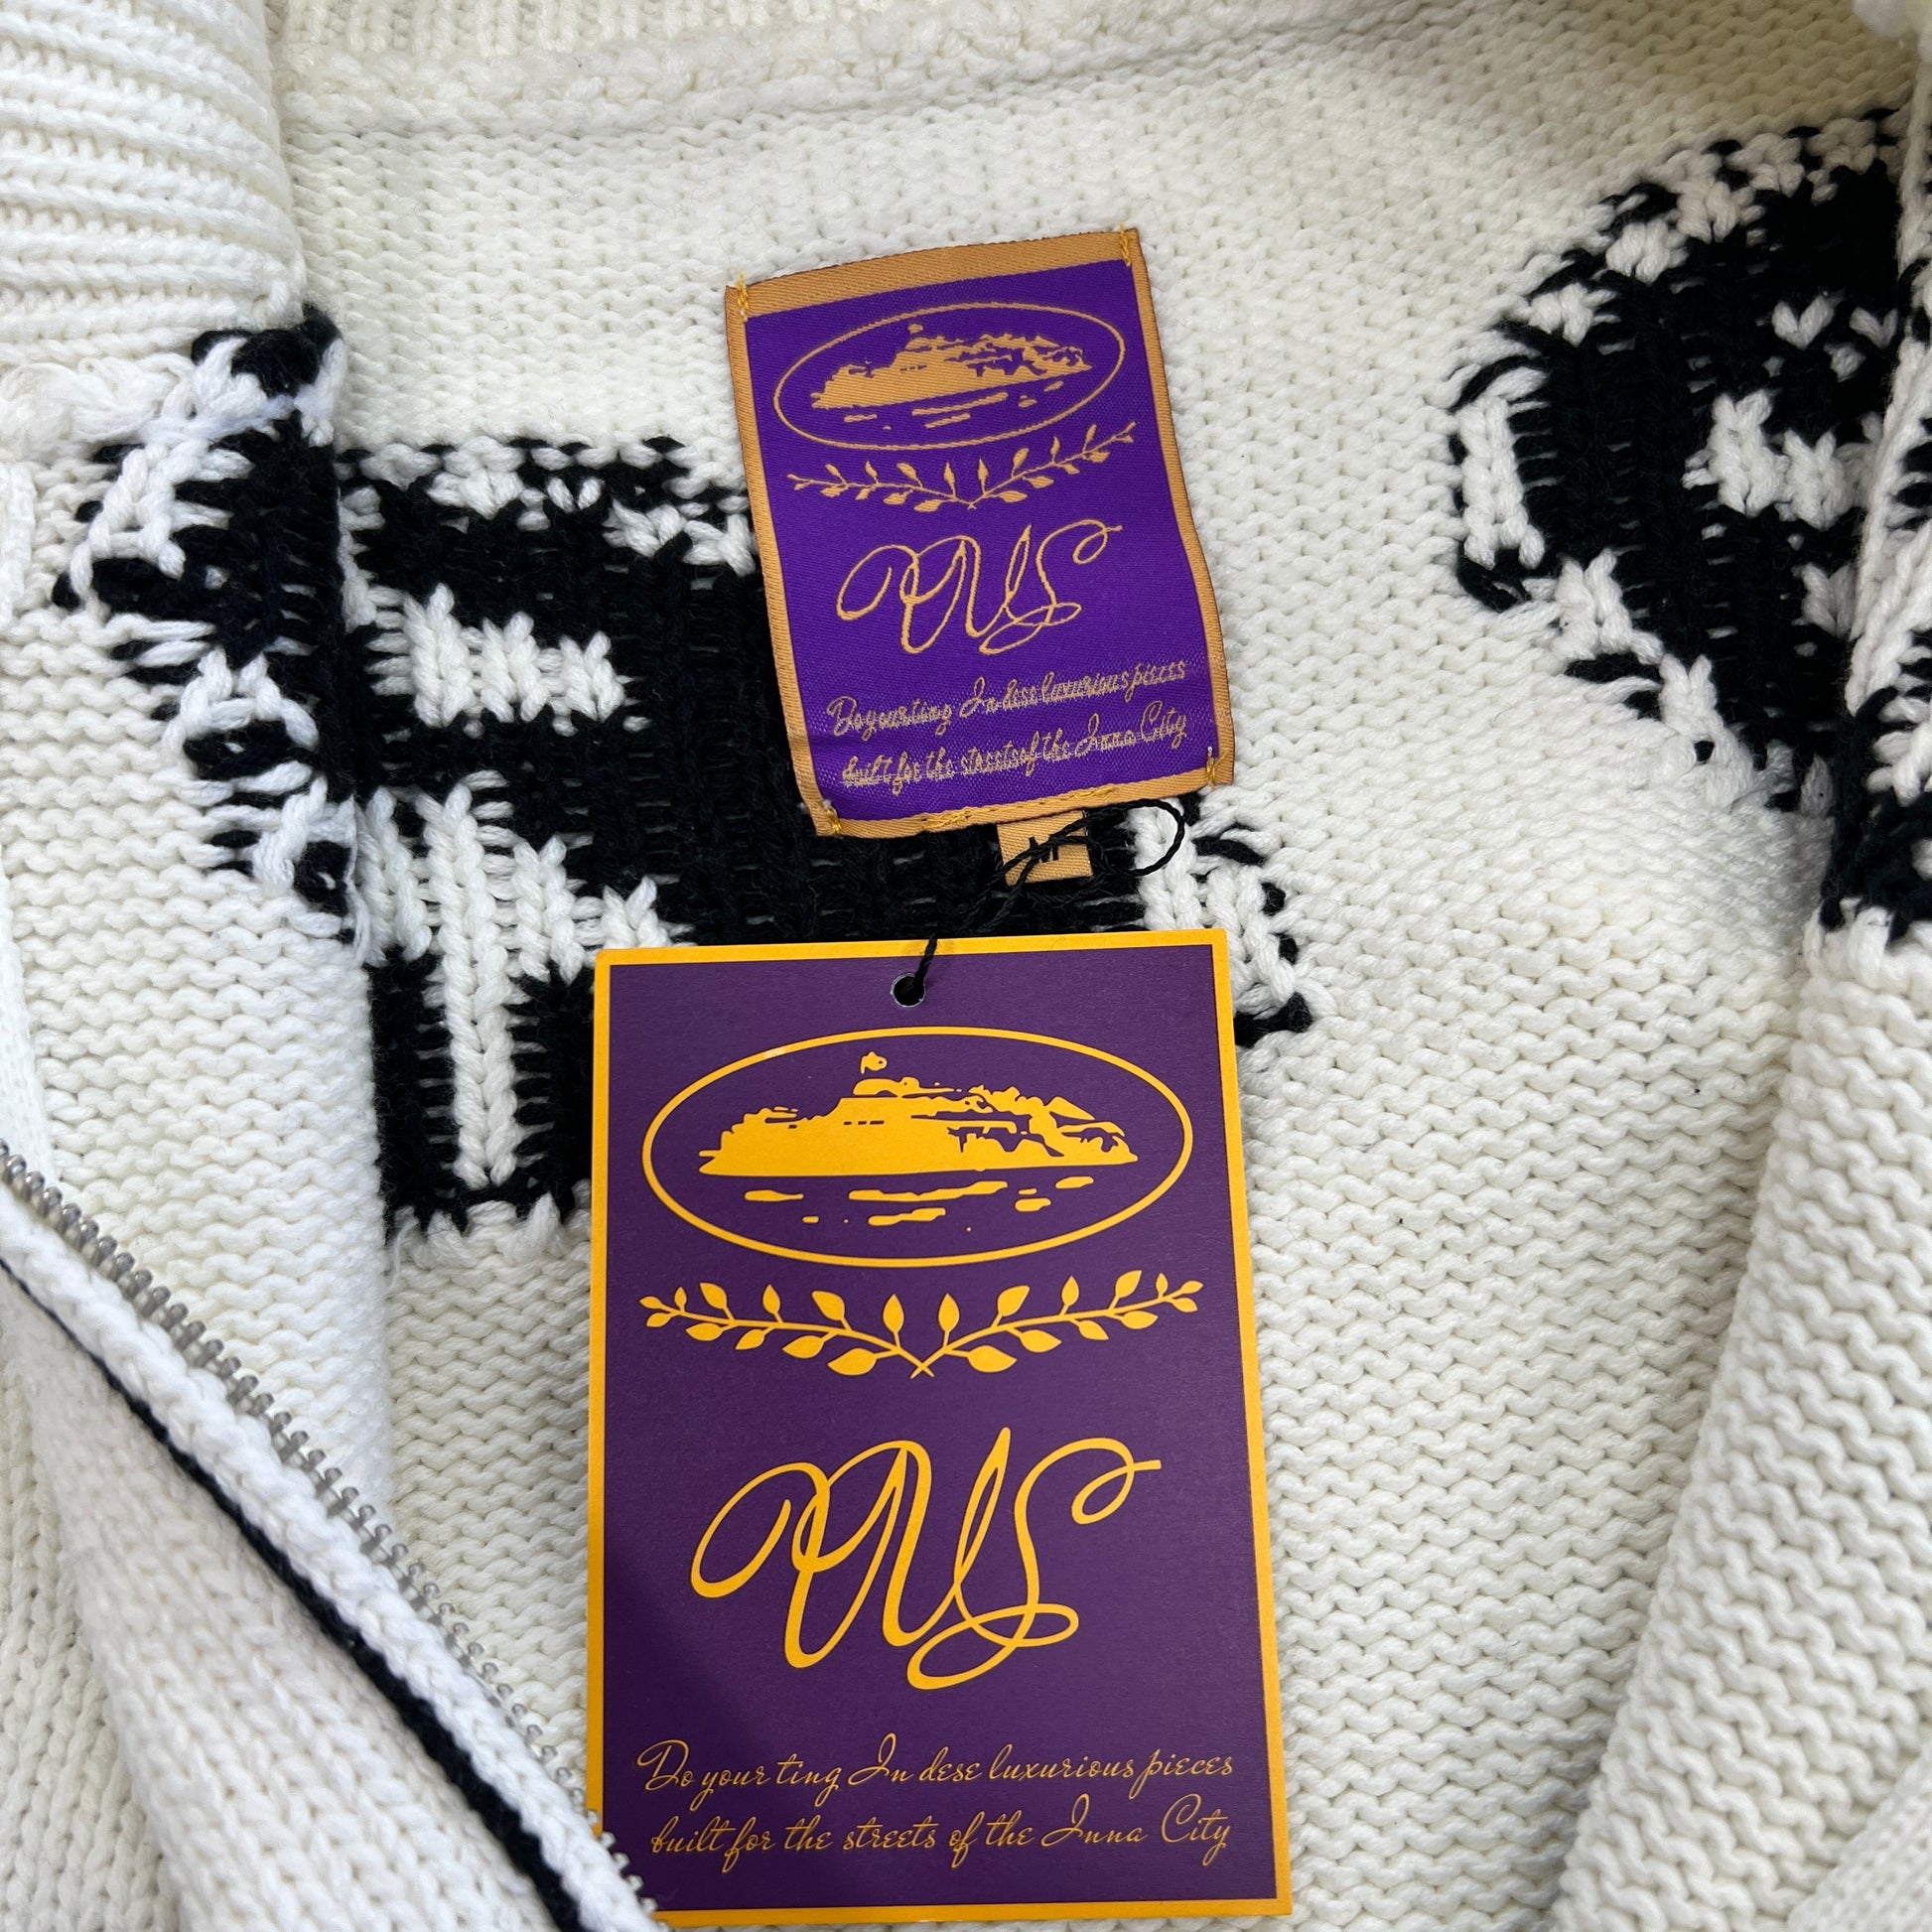 Do your ting In dese luxurious pieces
built for the streets of the Inna City
M
Do your ting In dese luxurious pieces
built for the streets of the Inna City